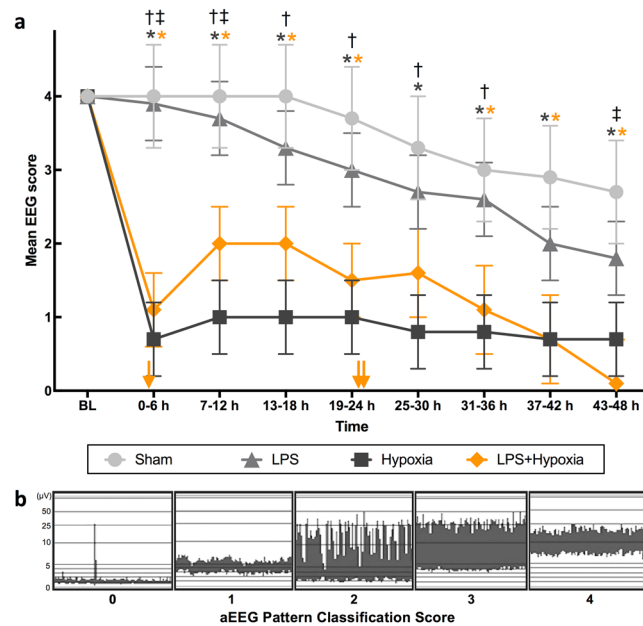 a
†‡ †‡ † † † † ‡
** ** ** ** * ** ** **
Mean EEG score
4
3
2
1
0
BL 0-6 h 7-12 h 13-18 h 19-24 h 25-30 h 31-36 h 37-42 h 43-48 h
Time
Sham LPS Hypoxia LPS+Hypoxia
b
(µV)
50
25
10
5
0
0 1 2 3 4
aEEG Pattern Classification Score